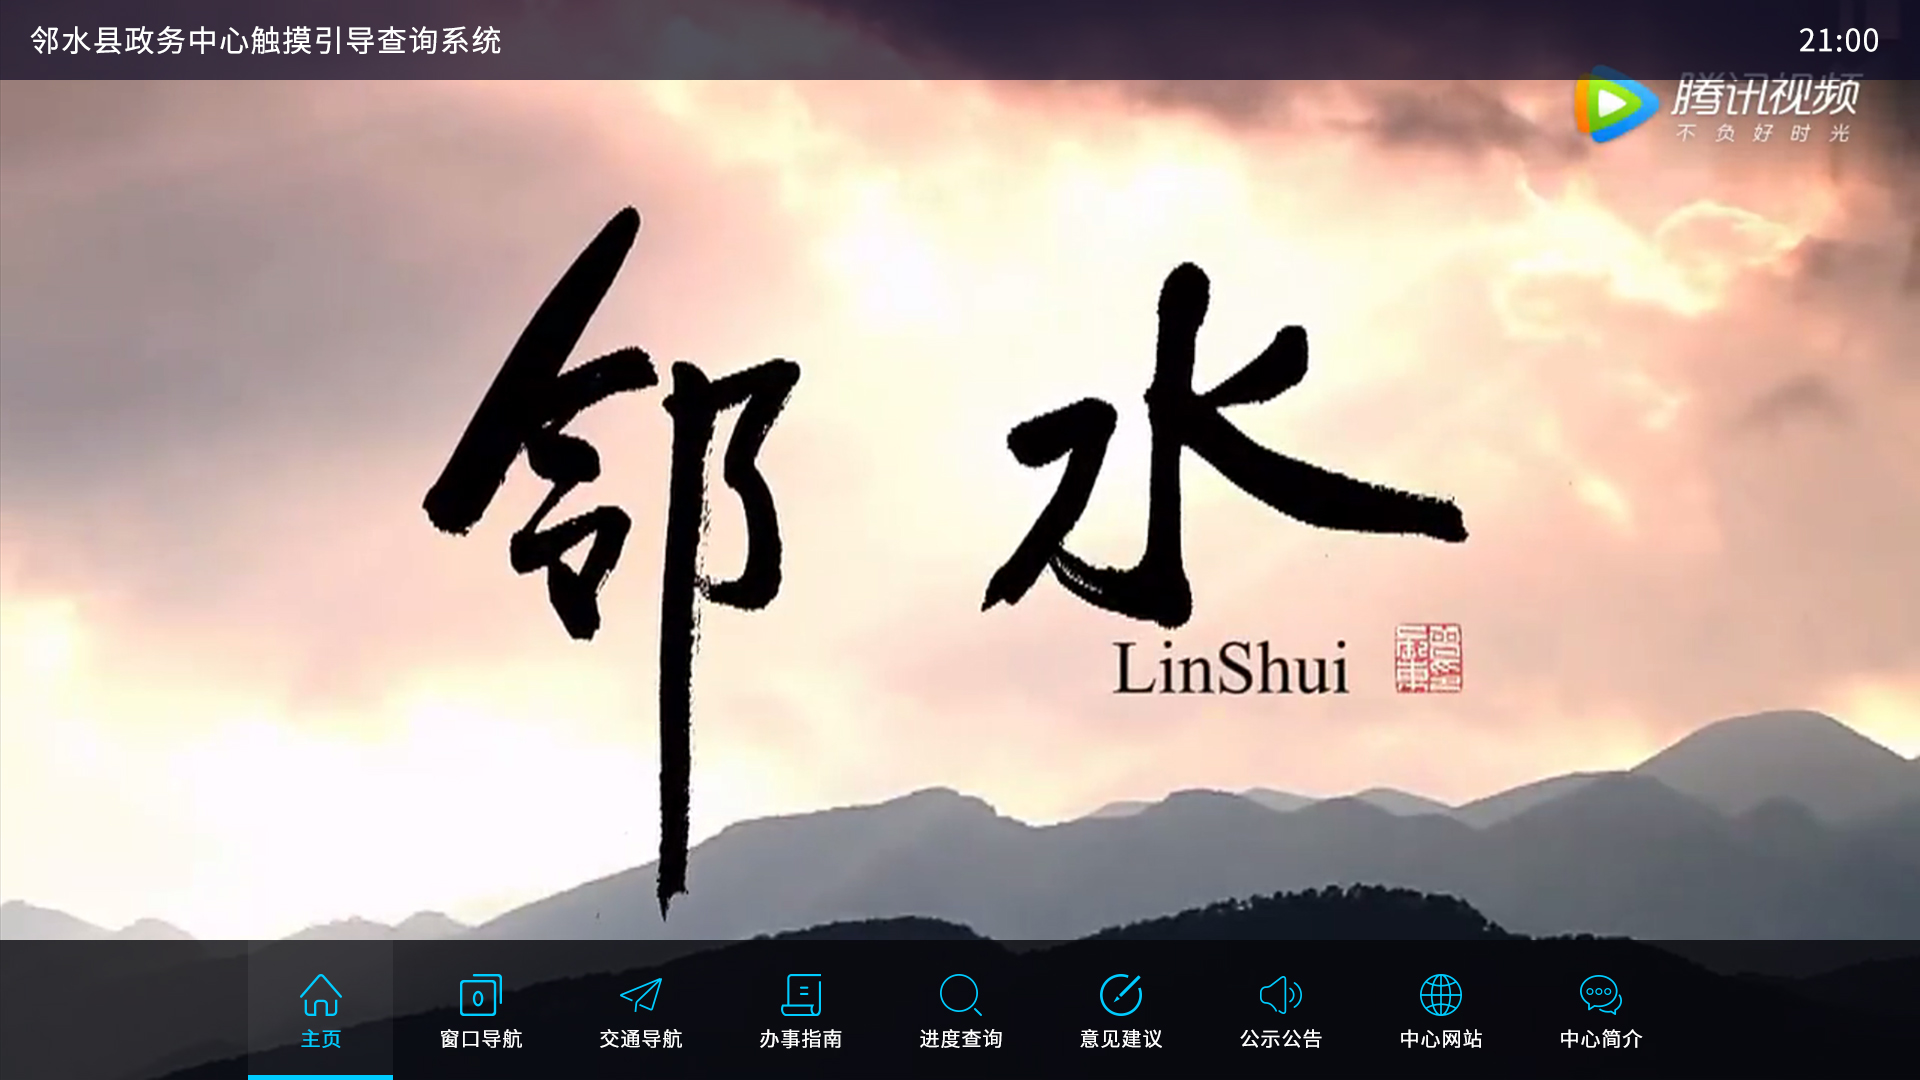 邻水县政务中心触摸引导查询系统
21:00
腾讯视频
不负好时光
邻水
LinShui
0
主页
窗口导航
交通导航
办事指南
进度查询
意见建议
公示公告
中心网站
中心简介